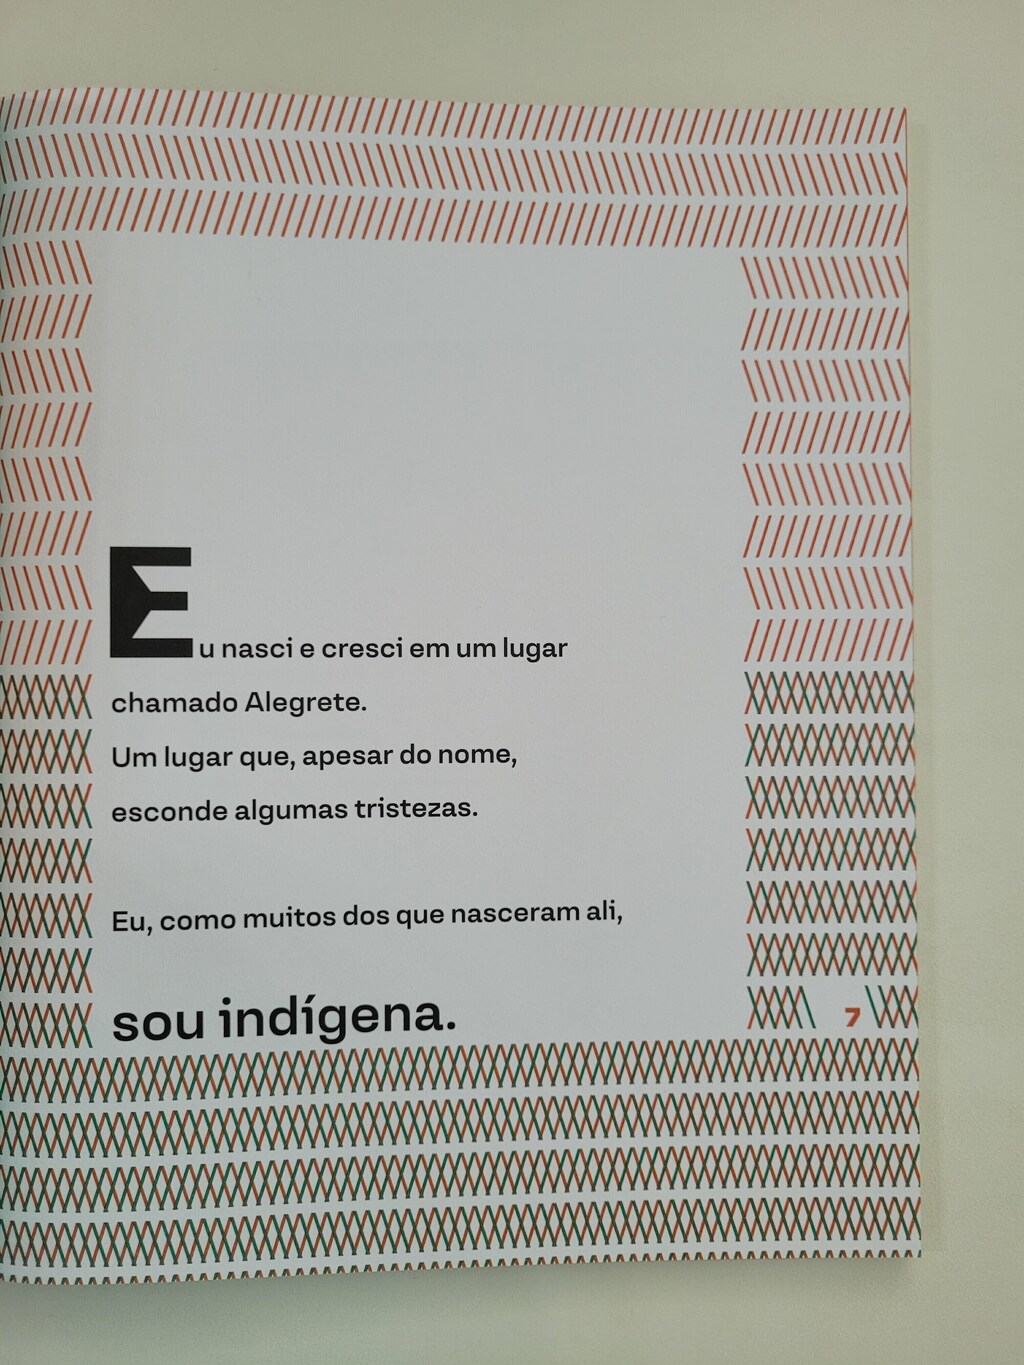 Eu nasci e cresci em um lugar
chamado Alegrete.
Um lugar que, apesar do nome,
esconde algumas tristezas.
Eu, como muitos dos que nasceram ali,
sou indígena.
7